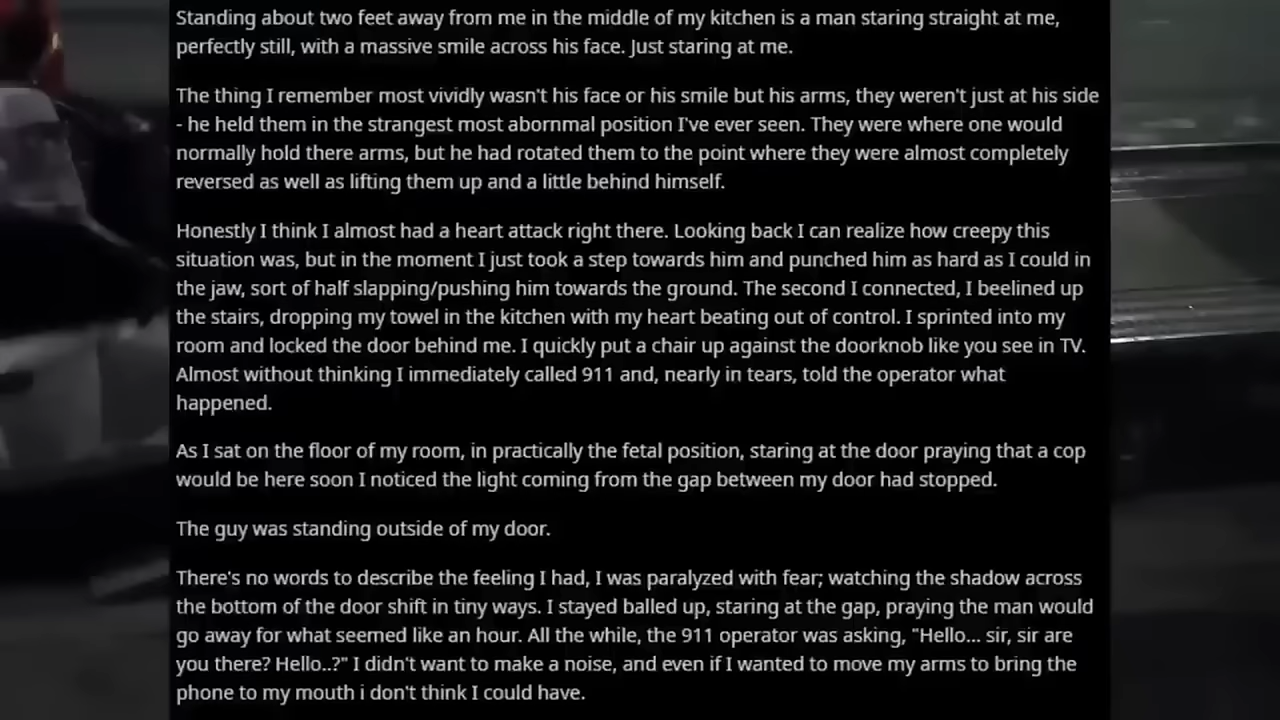 Standing about two feet away from me in the middle of my kitchen is a man staring straight at me,
perfectly still, with a massive smile across his face. Just staring at me.
The thing I remember most vividly wasn't his face or his smile but his arms, they weren't just at his side
- he held them in the strangest most abornmal position I've ever seen. They were where one would
normally hold there arms, but he had rotated them to the point where they were almost completely
reversed as well as lifting them up and a little behind himself.
Honestly I think I almost had a heart attack right there. Looking back I can realize how creepy this
situation was, but in the moment I just took a step towards him and punched him as hard as I could in
the jaw, sort of half slapping/pushing him towards the ground. The second I connected, I beelined up
the stairs, dropping my towel in the kitchen with my heart beating out of control. I sprinted into my
room and locked the door behind me. I quickly put a chair up against the doorknob like you see in TV.
Almost without thinking I immediately called 911 and, nearly in tears, told the operator what
happened.
As I sat on the floor of my room, in practically the fetal position, staring at the door praying that a cop
would be here soon I noticed the light coming from the gap between my door had stopped.
The guy was standing outside of my door.
There's no words to describe the feeling I had, I was paralyzed with fear; watching the shadow across
the bottom of the door shift in tiny ways. I stayed balled up, staring at the gap, praying the man would
go away for what seemed like an hour. All the while, the 911 operator was asking, "Hello... sir, sir are
you there? Hello..?" I didn't want to make a noise, and even if I wanted to move my arms to bring the
phone to my mouth i don't think I could have.